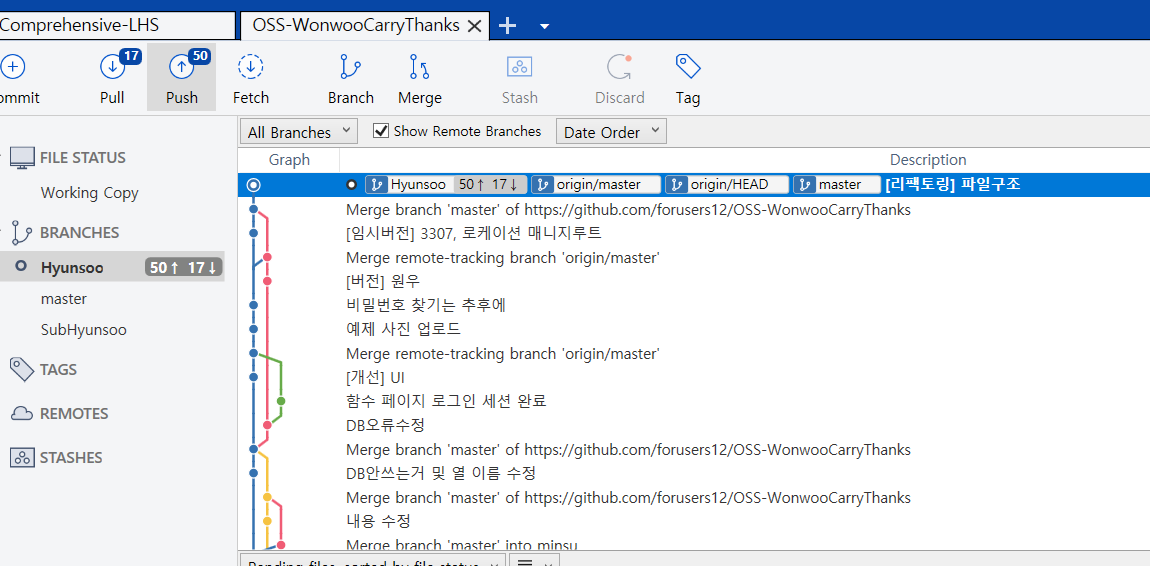 Comprehensive-LHS
OSS-WonwooCarryThanks
17
50
Pull
Push
Fetch
Branch
Merge
Stash
Discard
Tag
All Branches
Show Remote Branches
Date Order
Graph
Description
FILE STATUS
Working Copy
BRANCHES
Hyunsoo 50↑ 17↓
master
SubHyunsoo
TAGS
REMOTES
STASHES
Hyunsoo 50↑ 17↓ origin/master origin/HEAD master [리팩토링] 파일구조
Merge branch 'master' of https://github.com/forusers12/OSS-WonwooCarryThanks
[임시버전] 3307, 로케이션 매니지루트
Merge remote-tracking branch 'origin/master'
[버전] 원우
비밀번호 찾기는 추후에
예제 사진 업로드
Merge remote-tracking branch 'origin/master'
[개선] UI
함수 페이지 로그인 세션 완료
DB오류수정
Merge branch 'master' of https://github.com/forusers12/OSS-WonwooCarryThanks
DB안쓰는거 및 열 이름 수정
Merge branch 'master' of https://github.com/forusers12/OSS-WonwooCarryThanks
내용 수정
Merge branch 'master' into minsu
Pending files, sorted by file status